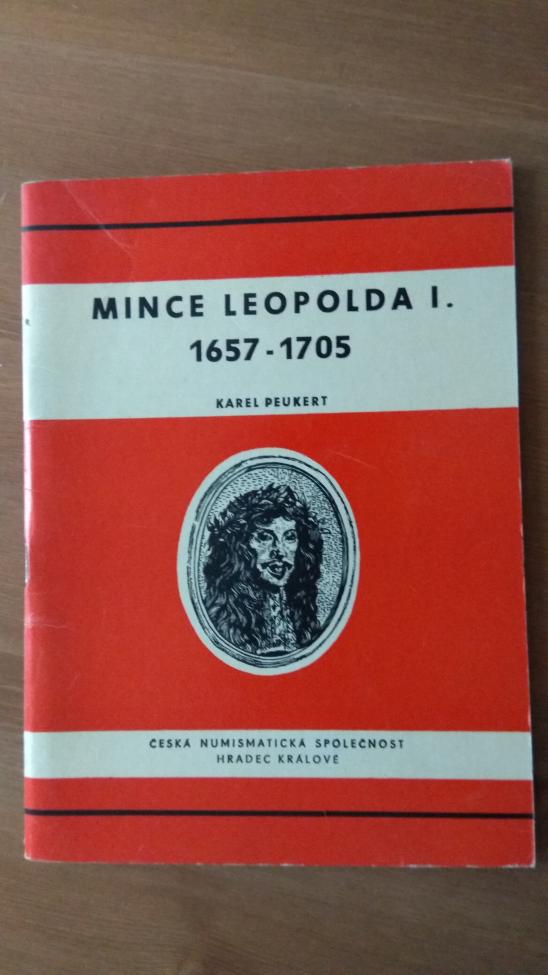 MINCE LEOPOLDA I.
1657-1705
KAREL PEUKERT
ČESKÁ NUMISMATICKÁ SPOLEČNOST
HRADEC KRÁLOVÉ